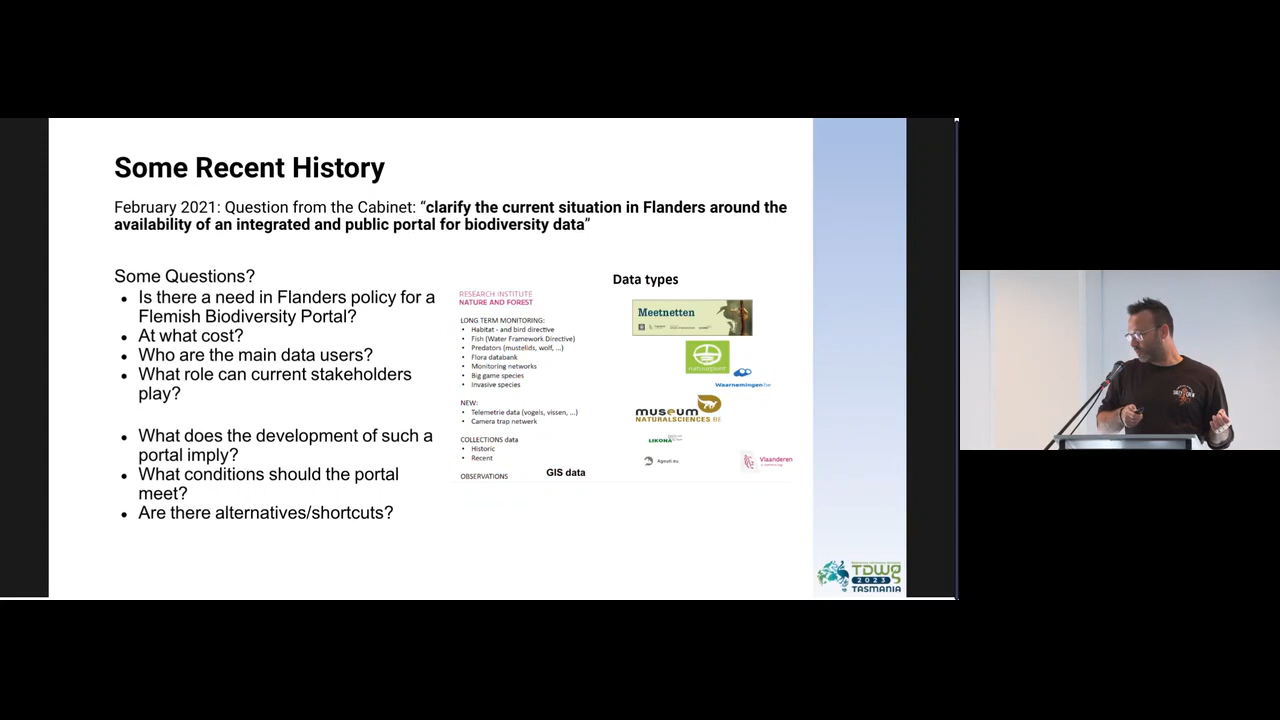 Some Recent History
February 2021: Question from the Cabinet: “clarify the current situation in Flanders around the
availability of an integrated and public portal for biodiversity data”
Some Questions?
• Is there a need in Flanders policy for a
Flemish Biodiversity Portal?
• At what cost?
• Who are the main data users?
• What role can current stakeholders
play?
• What does the development of such a
portal imply?
• What conditions should the portal
meet?
• Are there alternatives/shortcuts?
Data types
RESEARCH INSTITUTE
NATURE AND FOREST
LONG TERM MONITORING:
• Habitat - and bird directive
• Fish (Water Framework Directive)
• Predators (mustelids, wolf, ...)
• Flora databank
• Monitoring networks
• Big game species
• Invasive species
NEW:
• Telemetrie data (vogels, vissen, ...)
• Camera trap netwerk
COLLECTIONS data
• Historic
• Recent
OBSERVATIONS
GIS data
Meetnetten
natuurpunt
Waarnemingen.be
museum
NATURALSCIENCES.BE
LIKONA
Agouti.eu
Vlaanderen
TDWG
2023
TASMANIA